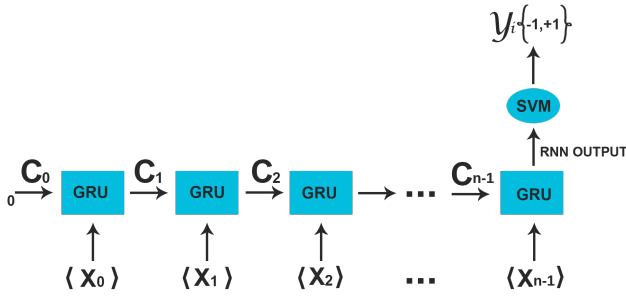 𝒴i{-1,+1}
SVM
RNN OUTPUT
0 C0 GRU C1 GRU C2 GRU ... Cn-1 GRU
⟨X0⟩ ⟨X1⟩ ⟨X2⟩ ... ⟨Xn-1⟩